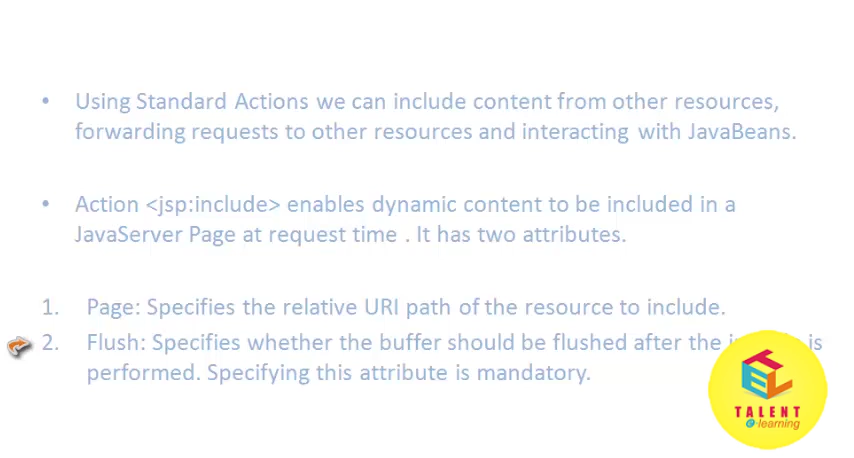 • Using Standard Actions we can include content from other resources,
forwarding requests to other resources and interacting with JavaBeans.
• Action <jsp:include> enables dynamic content to be included in a
JavaServer Page at request time . It has two attributes.
1. Page: Specifies the relative URI path of the resource to include.
2. Flush: Specifies whether the buffer should be flushed after the is
performed. Specifying this attribute is mandatory.
TEL
TALENT
e-learning